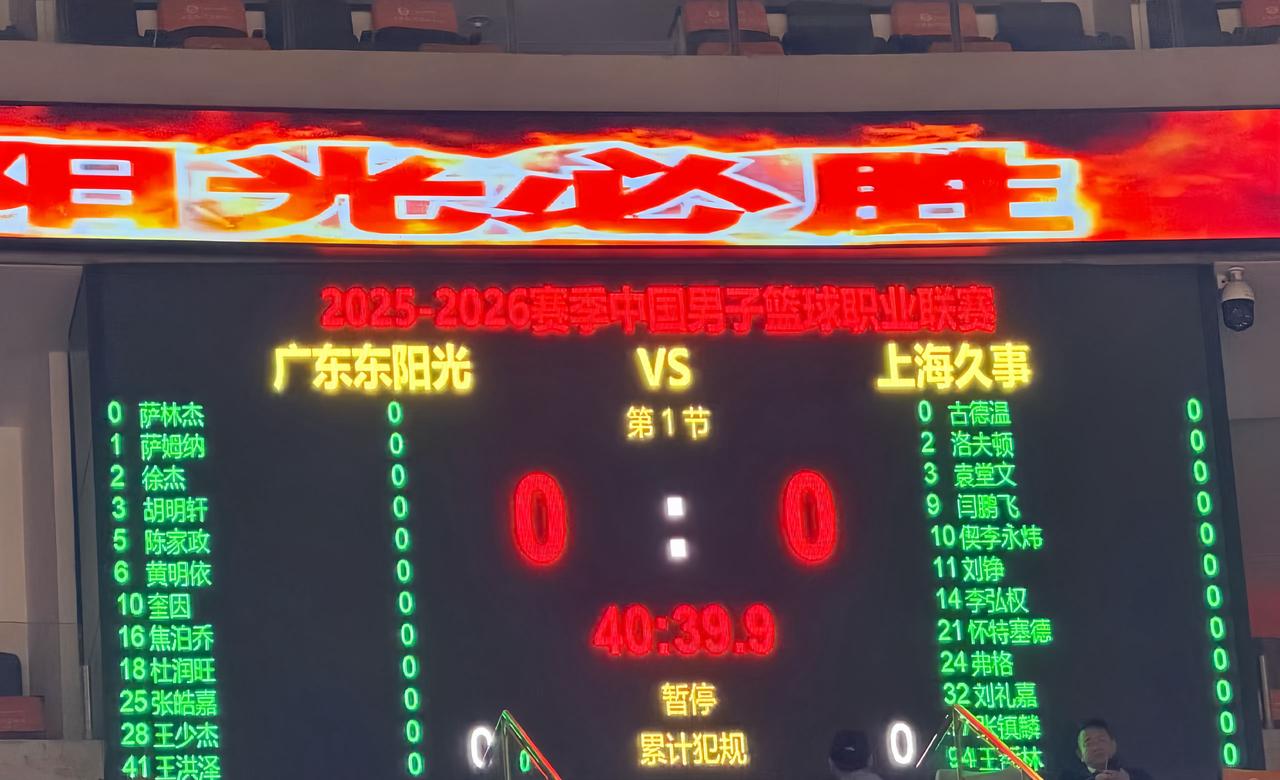 阳光必胜
2025-2026赛季中国男子篮球职业联赛
广东东阳光 VS 上海久事
第1节
0 : 0
40:39.9
暂停
0 累计犯规 0
0 萨林杰 0
1 萨姆纳 0
2 徐杰 0
3 胡明轩 0
5 陈家政 0
6 黄明依 0
10 奎因 0
16 焦泊乔 0
18 杜润旺 0
25 张皓嘉 0
28 王少杰 0
41 王洪泽 0
0 古德温 0
2 洛夫顿 0
3 袁堂文 0
9 闫鹏飞 0
10 偰李永炜 0
11 刘铮 0
14 李弘权 0
21 怀特塞德 0
24 弗格 0
32 刘礼嘉 0
张镇麟 0
94 王 林 0